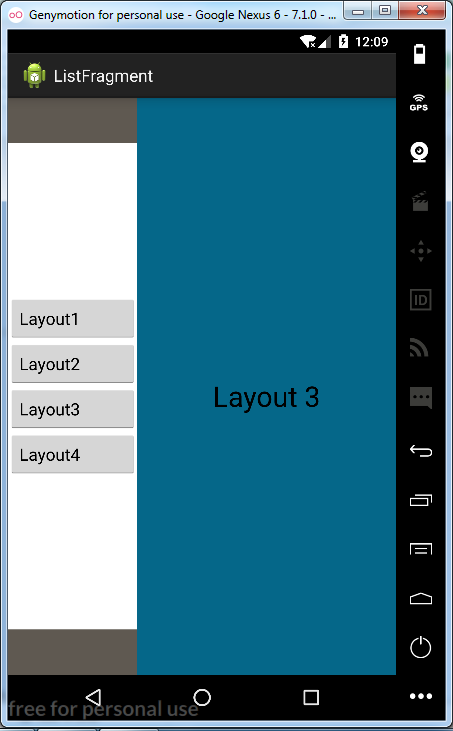 Genymotion for personal use - Google Nexus 6 - 7.1.0 - ...
12:09
ListFragment
GPS
Layout1
Layout2
Layout3
Layout4
Layout 3
ID
free for personal use